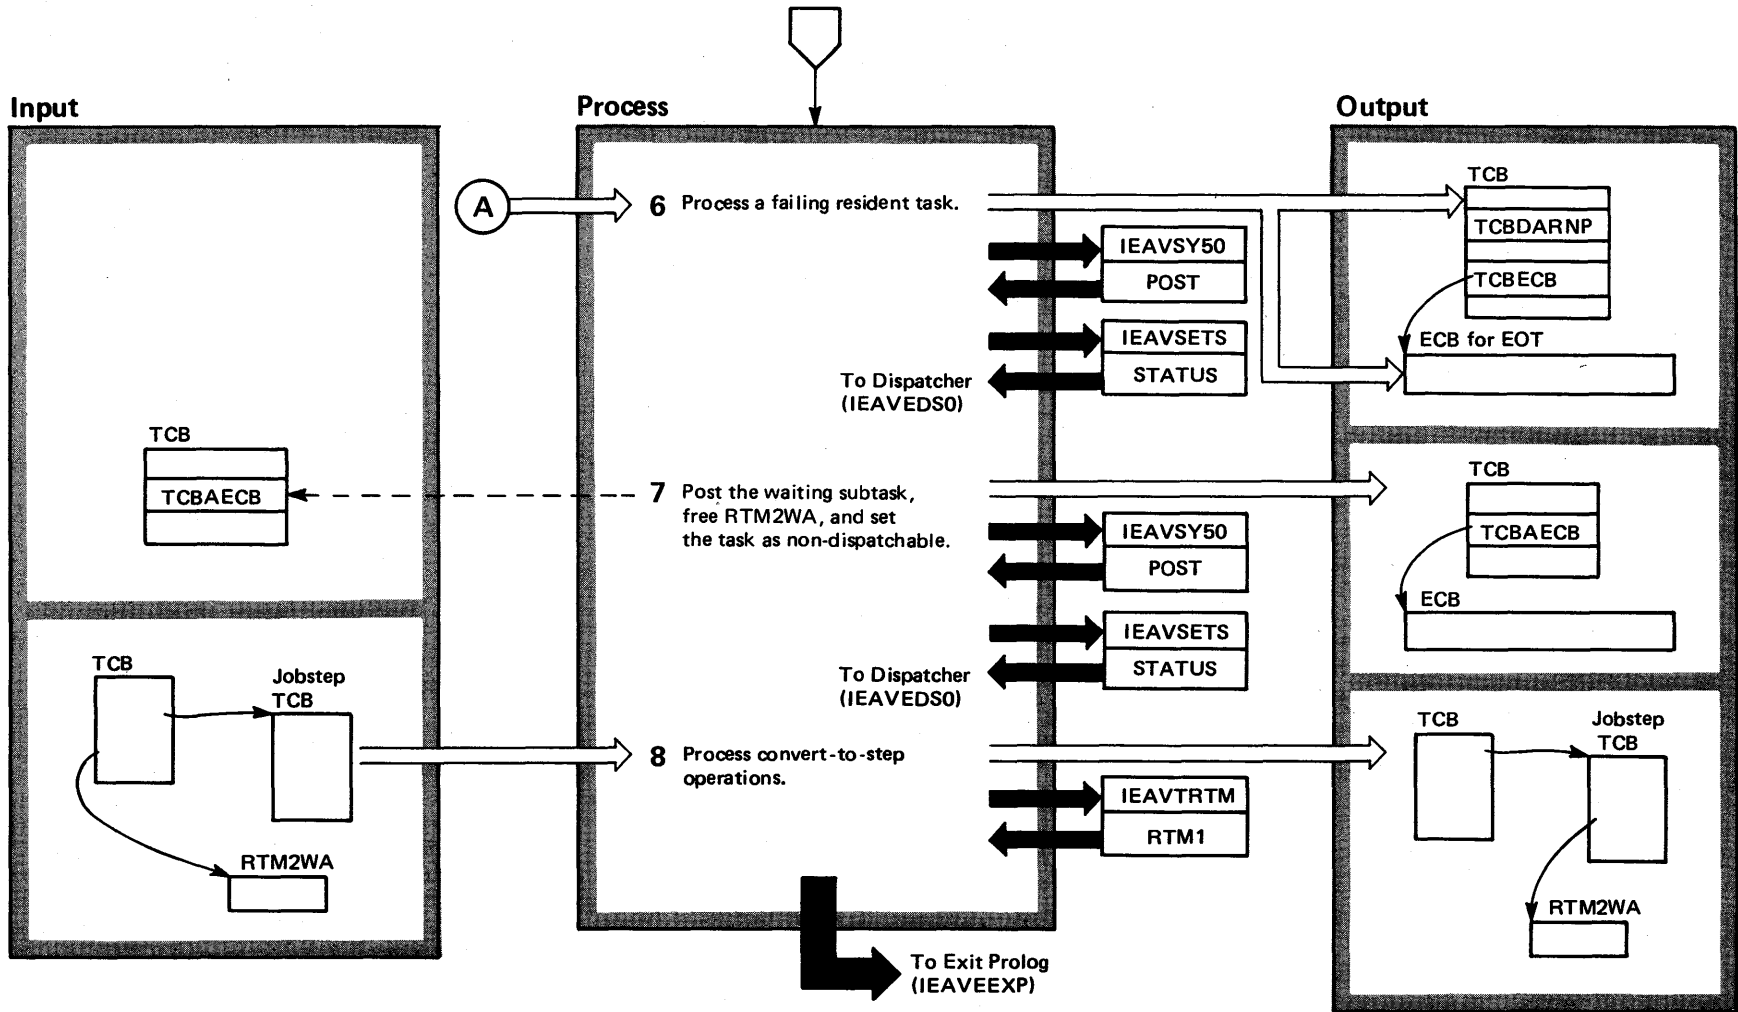 Input
Process
Output
A
6 Process a failing resident task.
IEAVSY50
POST
IEAVSETS
STATUS
To Dispatcher
(IEAVEDS0)
TCB
TCBDARNP
TCBECB
ECB for EOT
TCB
TCBAECB
7 Post the waiting subtask,
free RTM2WA, and set
the task as non-dispatchable.
IEAVSY50
POST
IEAVSETS
STATUS
To Dispatcher
(IEAVEDS0)
TCB
TCBAECB
ECB
TCB
Jobstep
TCB
RTM2WA
8 Process convert-to-step
operations.
IEAVTRTM
RTM1
TCB
Jobstep
TCB
RTM2WA
To Exit Prolog
(IEAVEEXP)